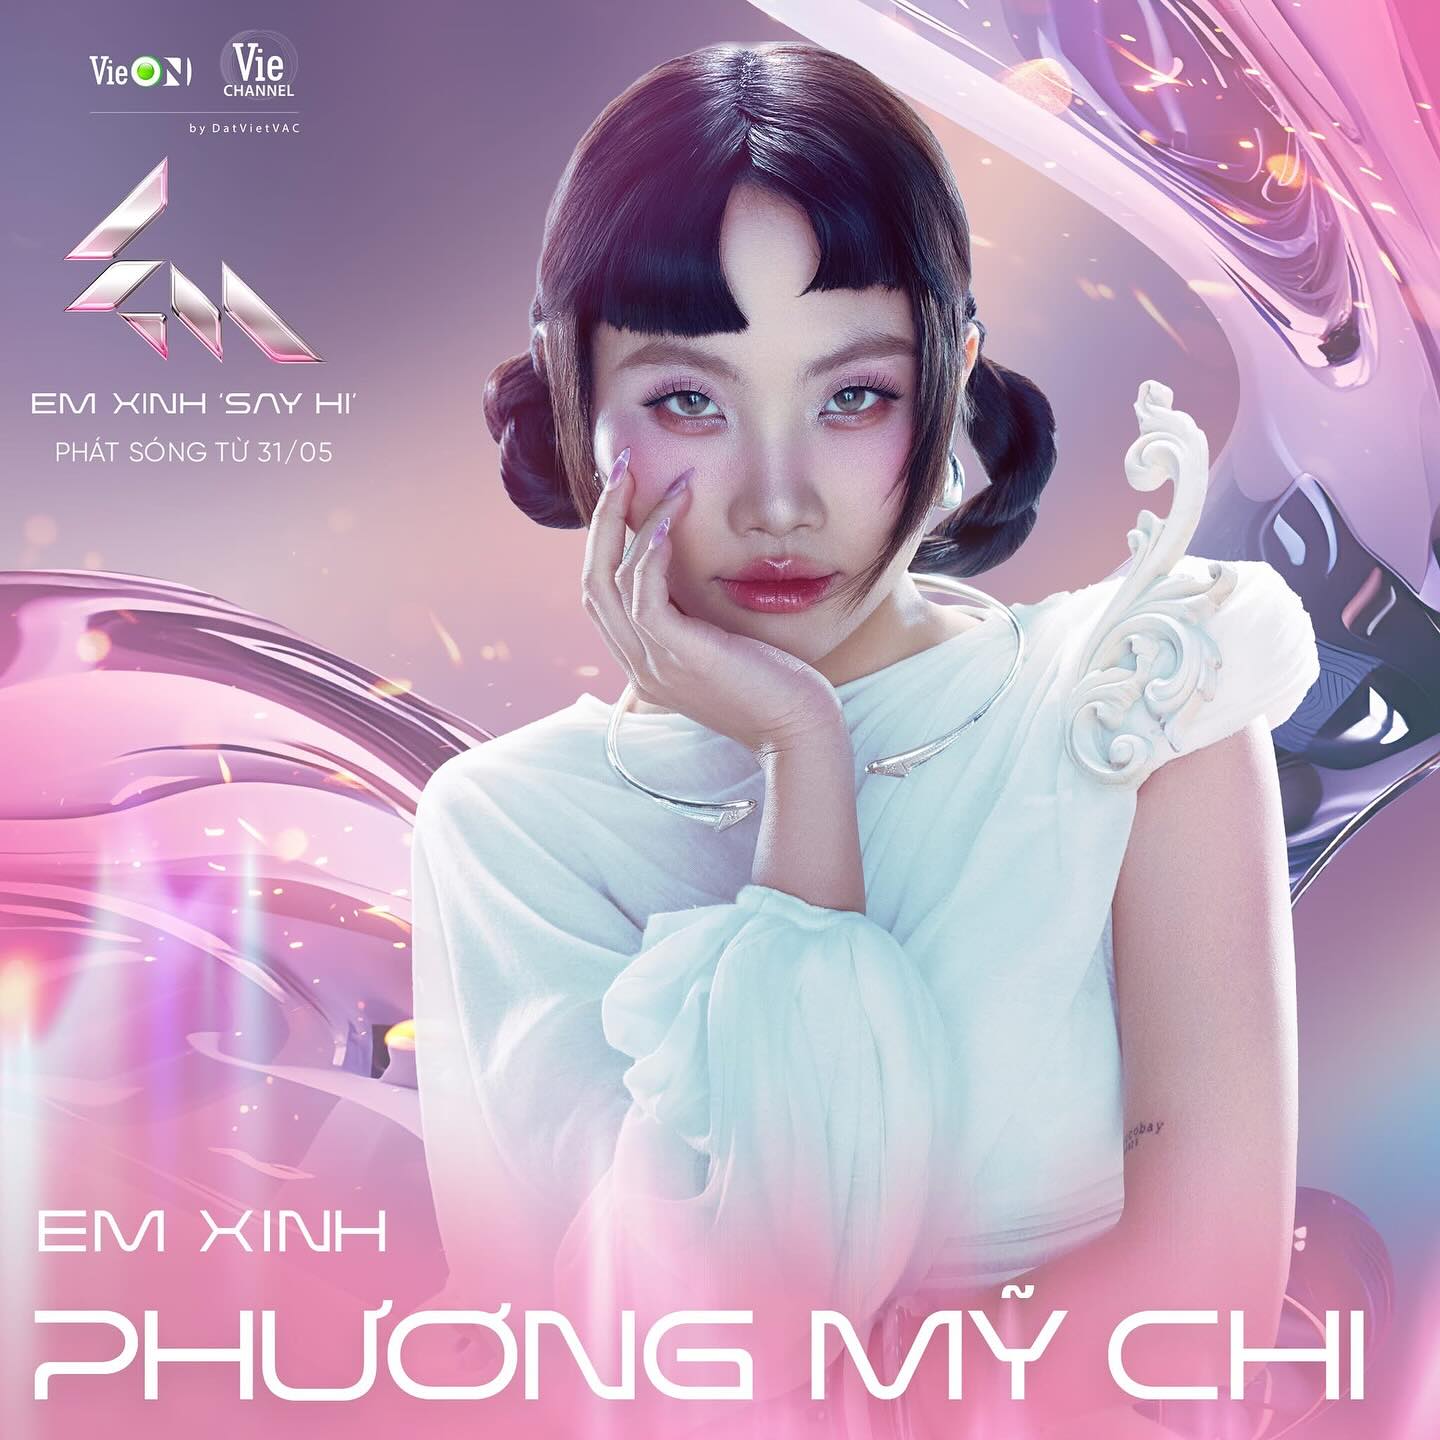 VieON
Vie
CHANNEL
by DatVietVAC
EM
EM XINH 'SAY HI'
PHÁT SÓNG TỪ 31/05
EM XINH
PHƯƠNG MỸ CHI